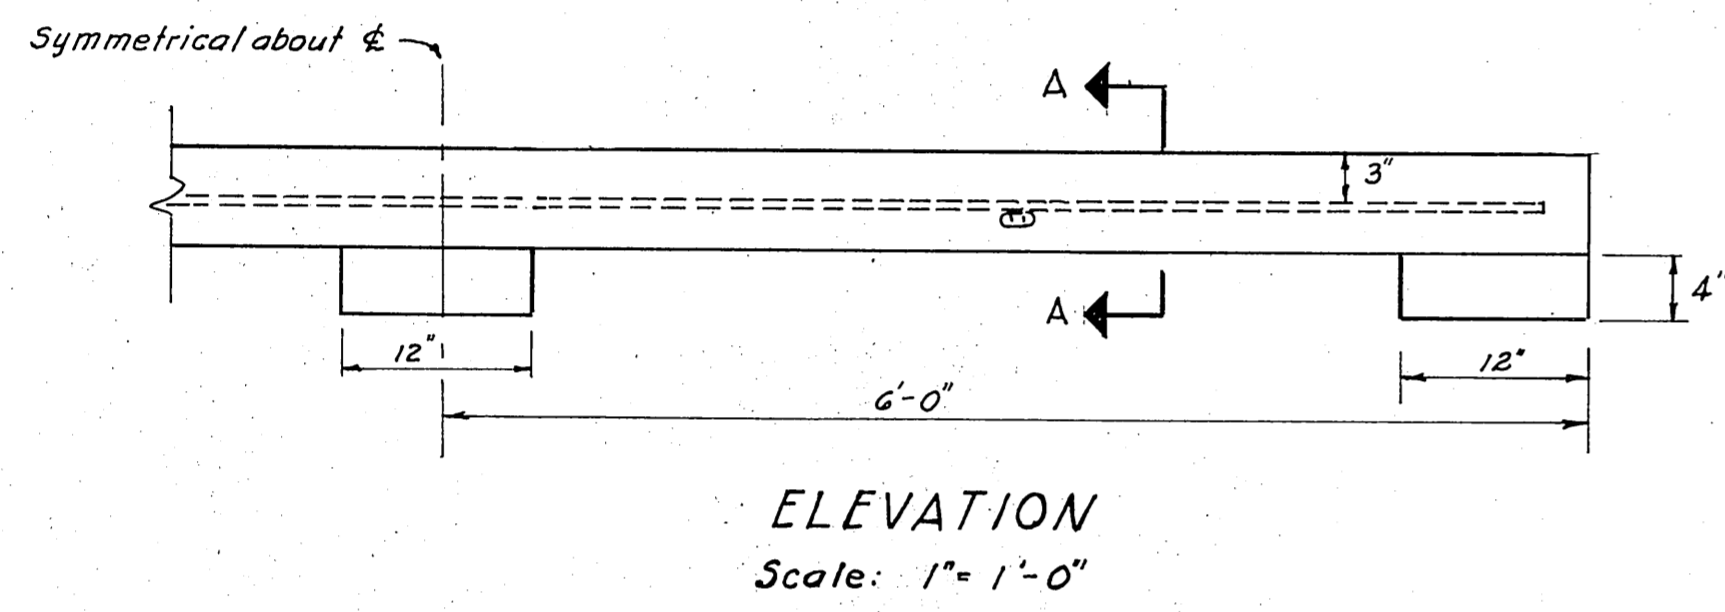 Symmetrical about ℄
A
3"
4"
A
12"
12"
6'-0"
ELEVATION
Scale: 1"= 1'-0"